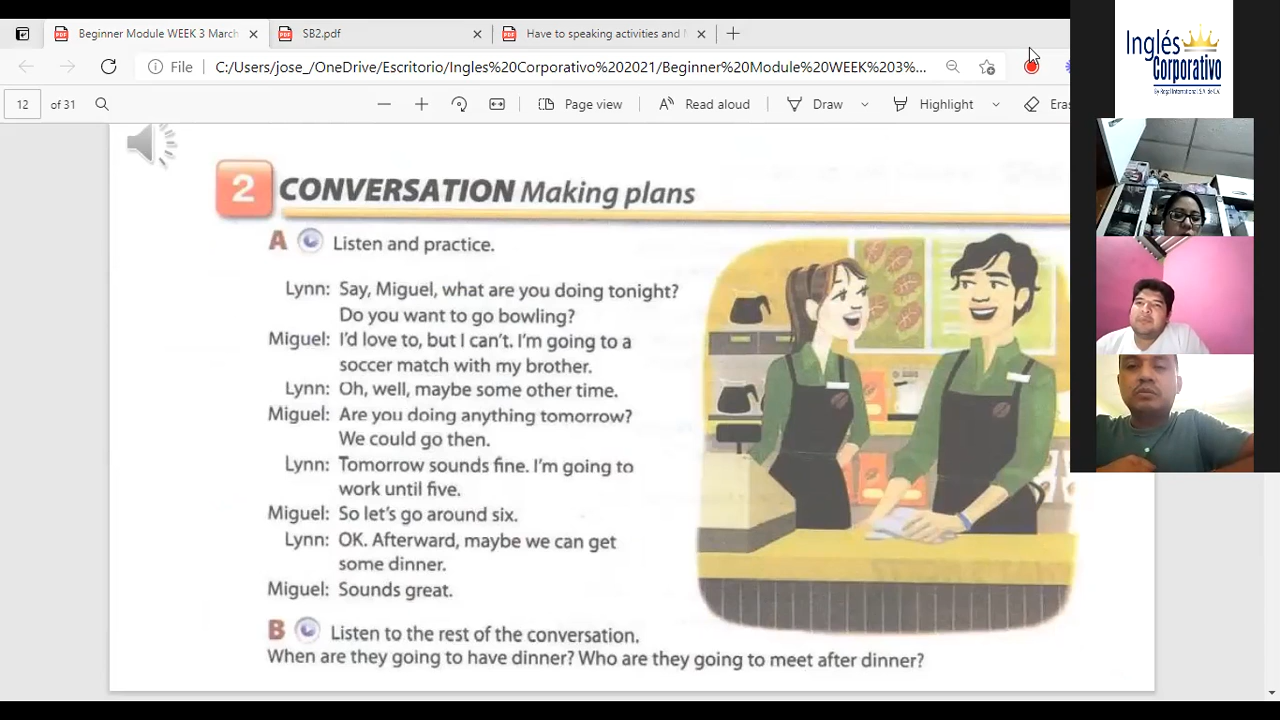 Beginner Module WEEK 3 March
SB2.pdf
Have to speaking activities and
File
C:/Users/jose_/OneDrive/Escritorio/Ingles%20Corporativo%202021/Beginner%20Module%20WEEK%203%...
12 of 31
Page view
Read aloud
Draw
Highlight
Eras
Inglés
Corporativo
2 CONVERSATION Making plans
A Listen and practice.
Lynn: Say, Miguel, what are you doing tonight?
Do you want to go bowling?
Miguel: I'd love to, but I can't. I'm going to a
soccer match with my brother.
Lynn: Oh, well, maybe some other time.
Miguel: Are you doing anything tomorrow?
We could go then.
Lynn: Tomorrow sounds fine. I'm going to
work until five.
Miguel: So let's go around six.
Lynn: OK. Afterward, maybe we can get
some dinner.
Miguel: Sounds great.
B Listen to the rest of the conversation.
When are they going to have dinner? Who are they going to meet after dinner?